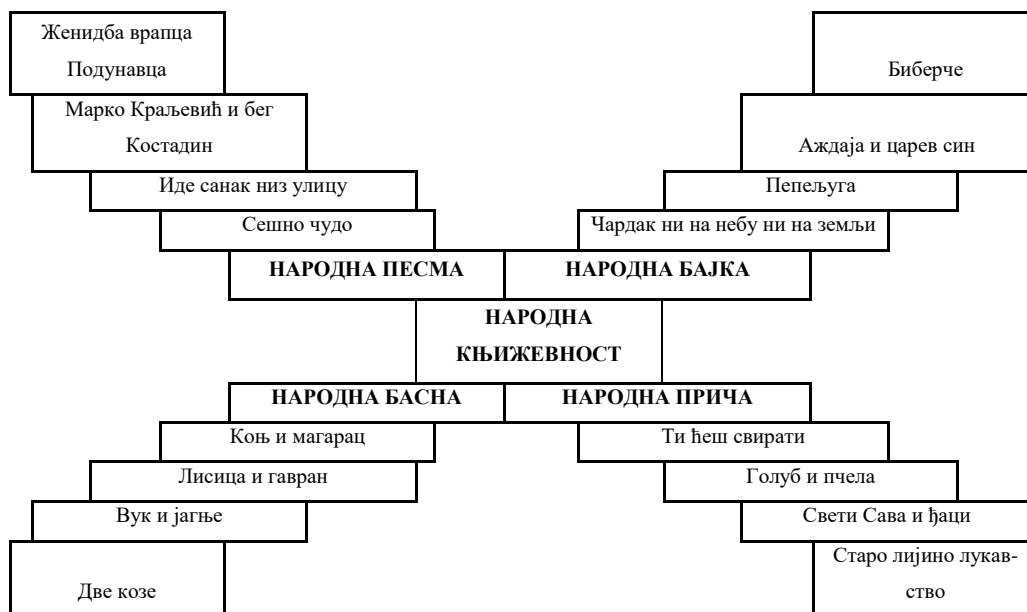 Женидба врапца
Подунавца
Биберче
Марко Краљевић и бег
Костадин
Аждаја и царев син
Иде санак низ улицу
Пепељуга
Сешно чудо
Чардак ни на небу ни на земљи
НАРОДНА ПЕСМА
НАРОДНА БАЈКА
НАРОДНА
КЊИЖЕВНОСТ
НАРОДНА БАСНА
НАРОДНА ПРИЧА
Коњ и магарац
Ти ћеш свирати
Лисица и гавран
Голуб и пчела
Вук и јагње
Свети Сава и ђаци
Две козе
Старо лијино лукав-
ство